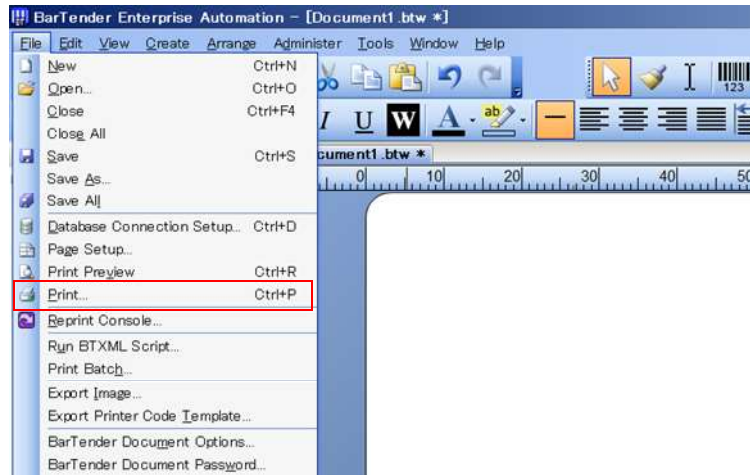 BarTender Enterprise Automation - [Document1.btw *]
File Edit View Create Arrange Administer Tools Window Help
New Ctrl+N
Open... Ctrl+O
Close Ctrl+F4
Close All
Save Ctrl+S
Save As...
Save All
Database Connection Setup... Ctrl+D
Page Setup...
Print Preview Ctrl+R
Print... Ctrl+P
Reprint Console...
Run BTXML Script...
Print Batch...
Export Image...
Export Printer Code Template...
BarTender Document Options...
BarTender Document Password...
123
I U W A ab
cument1.btw *
0 10 20 30 40 50